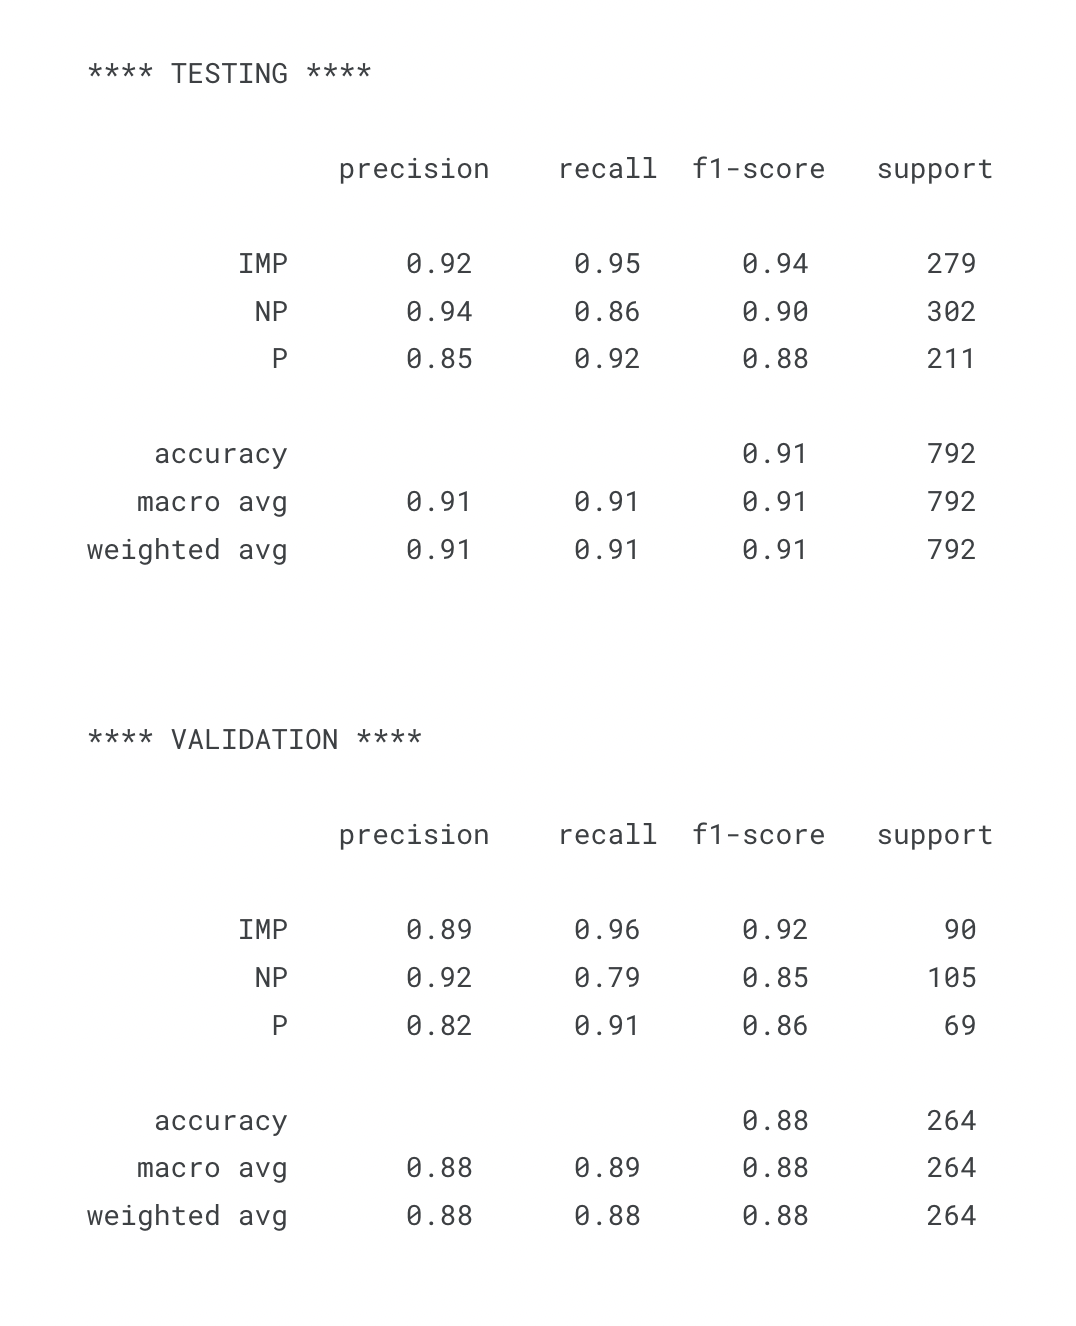 **** TESTING ****
precision recall f1-score support
IMP 0.92 0.95 0.94 279
NP 0.94 0.86 0.90 302
P 0.85 0.92 0.88 211
accuracy 0.91 792
macro avg 0.91 0.91 0.91 792
weighted avg 0.91 0.91 0.91 792
**** VALIDATION ****
precision recall f1-score support
IMP 0.89 0.96 0.92 90
NP 0.92 0.79 0.85 105
P 0.82 0.91 0.86 69
accuracy 0.88 264
macro avg 0.88 0.89 0.88 264
weighted avg 0.88 0.88 0.88 264